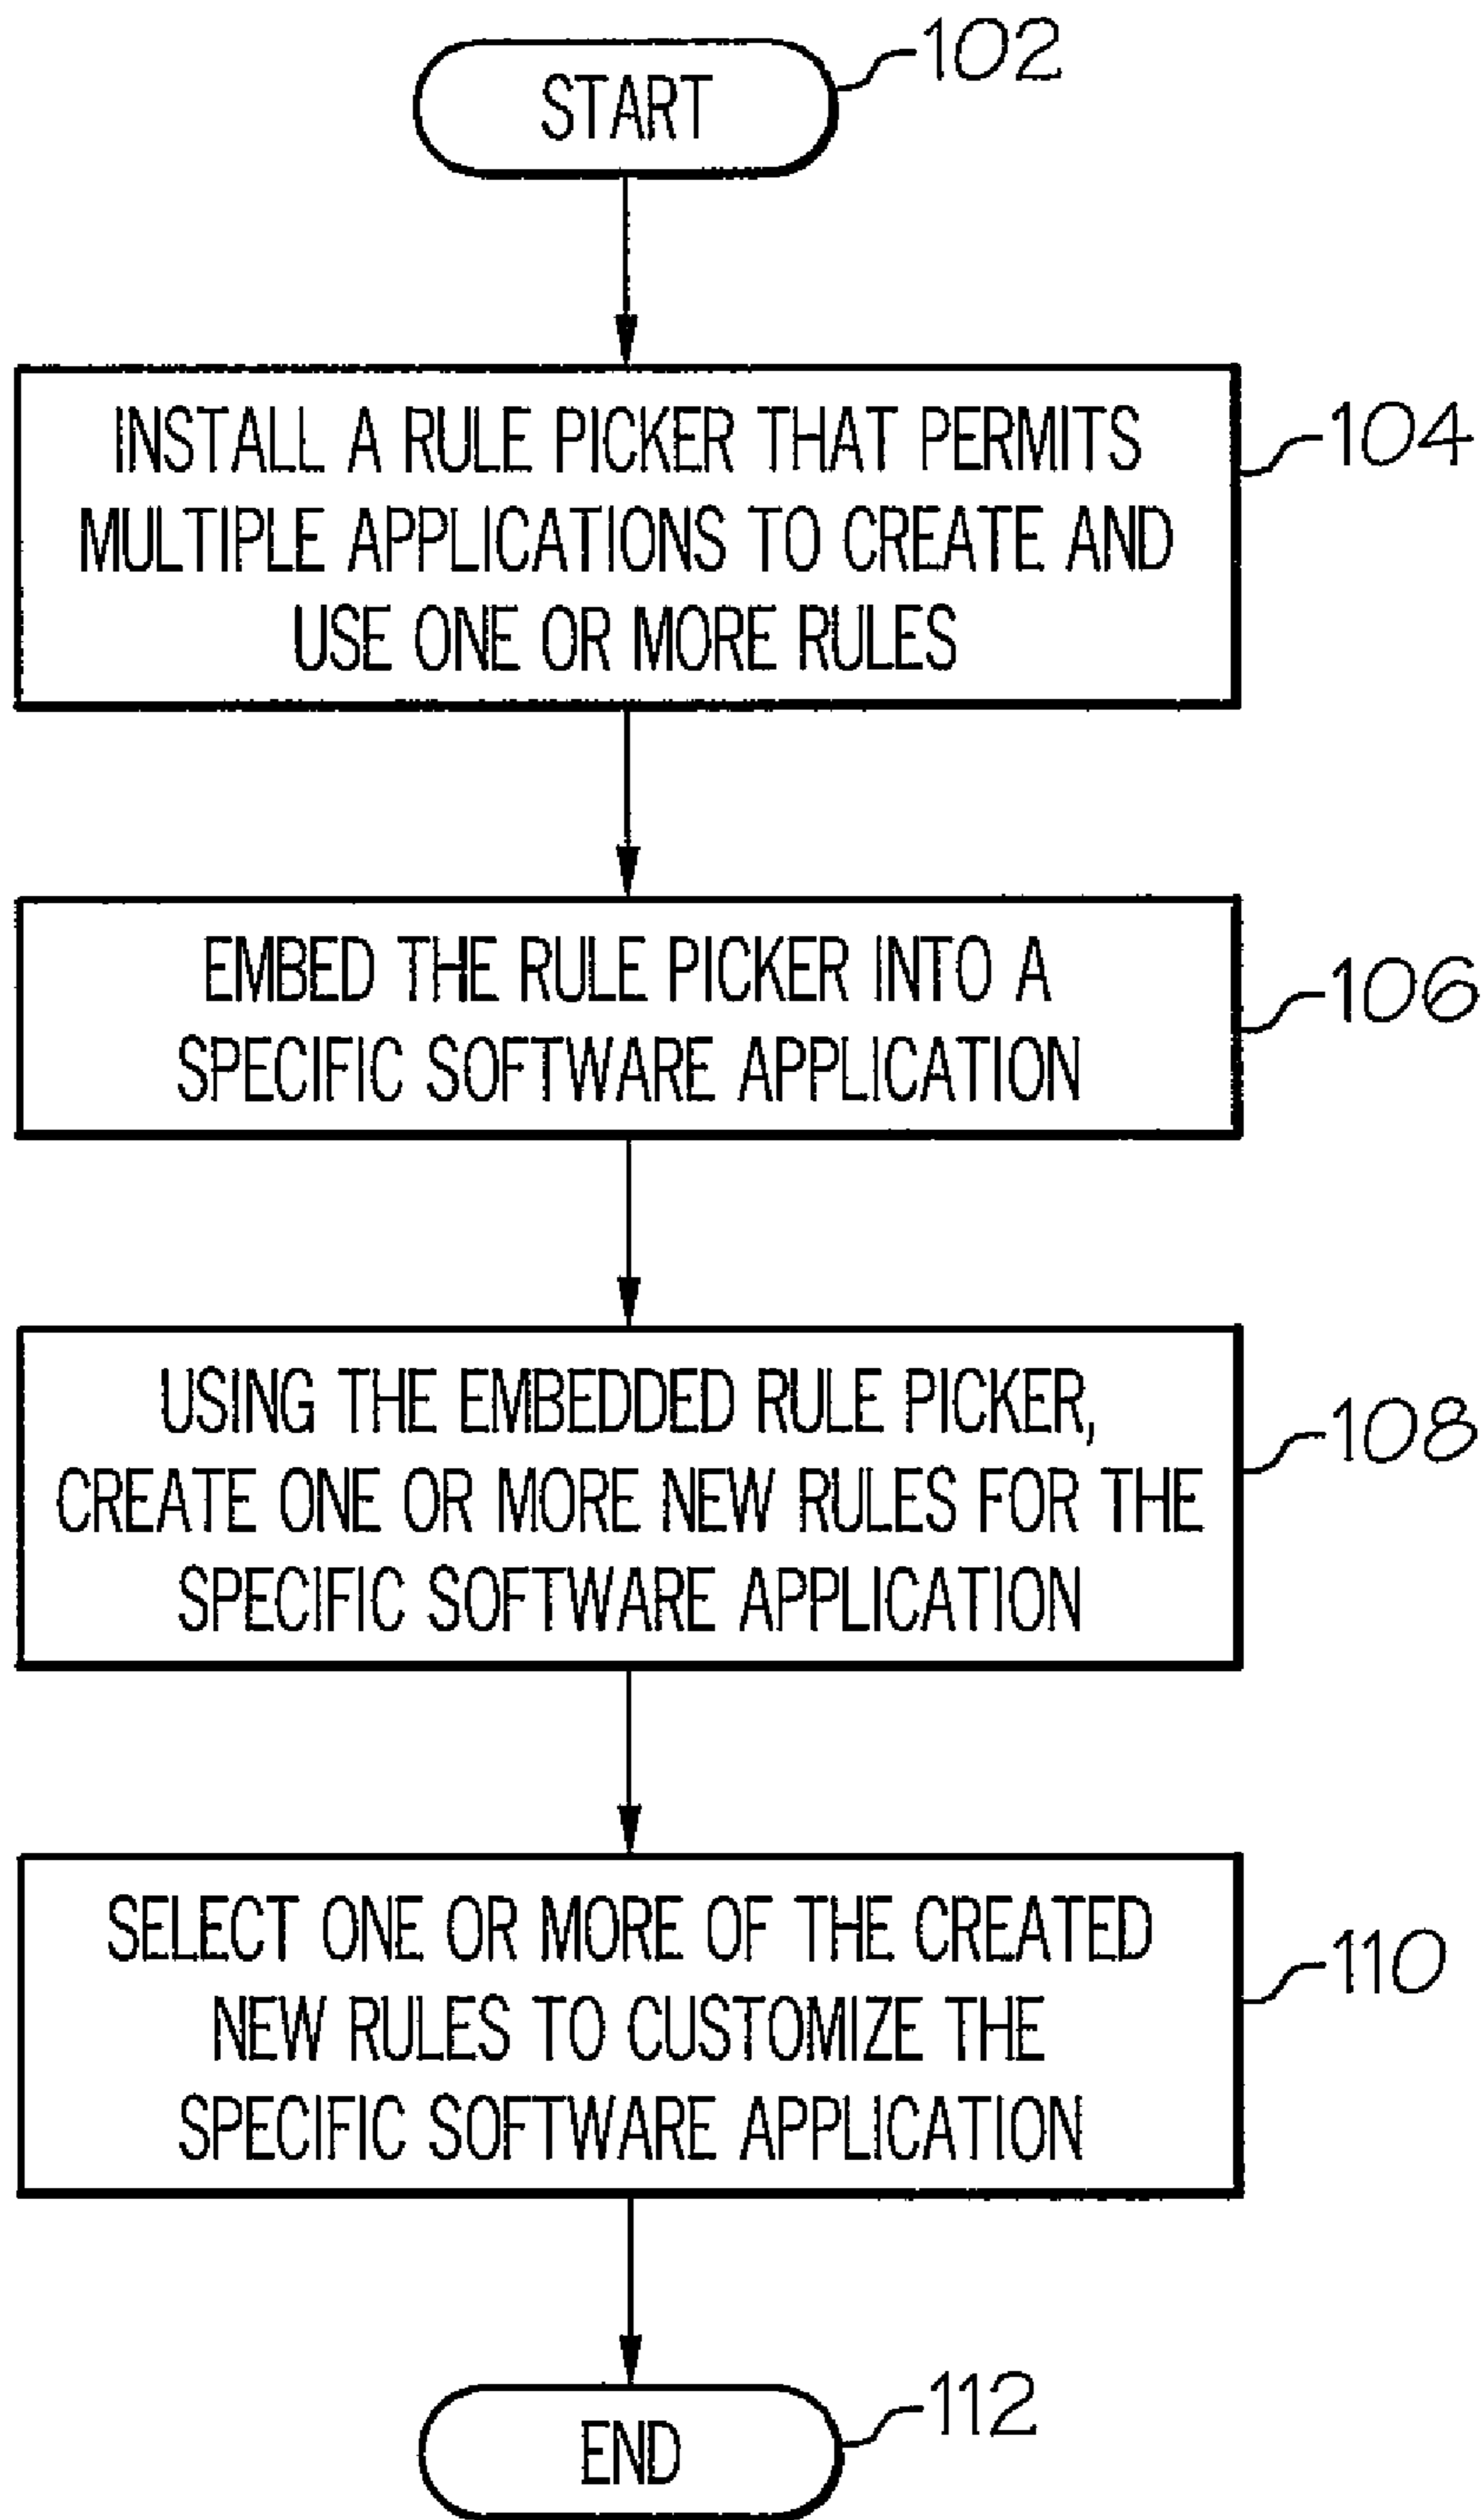 START
102
INSTALL A RULE PICKER THAT PERMITS
MULTIPLE APPLICATIONS TO CREATE AND
USE ONE OR MORE RULES
104
EMBED THE RULE PICKER INTO A
SPECIFIC SOFTWARE APPLICATION
106
USING THE EMBEDDED RULE PICKER,
CREATE ONE OR MORE NEW RULES FOR THE
SPECIFIC SOFTWARE APPLICATION
108
SELECT ONE OR MORE OF THE CREATED
NEW RULES TO CUSTOMIZE THE
SPECIFIC SOFTWARE APPLICATION
110
END
112